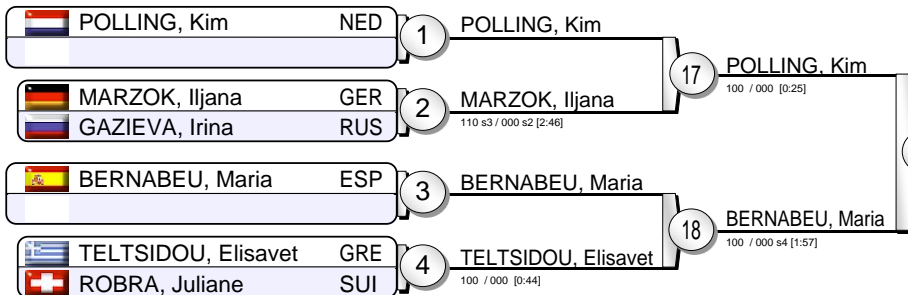 POLLING, Kim NED
1
POLLING, Kim
MARZOK, Iljana GER
GAZIEVA, Irina RUS
2
MARZOK, Iljana
110 s3 / 000 s2 [2:46]
17
POLLING, Kim
100 / 000 [0:25]
BERNABEU, Maria ESP
3
BERNABEU, Maria
TELTSIDOU, Elisavet GRE
ROBRA, Juliane SUI
4
TELTSIDOU, Elisavet
100 / 000 [0:44]
18
BERNABEU, Maria
100 / 000 s4 [1:57]